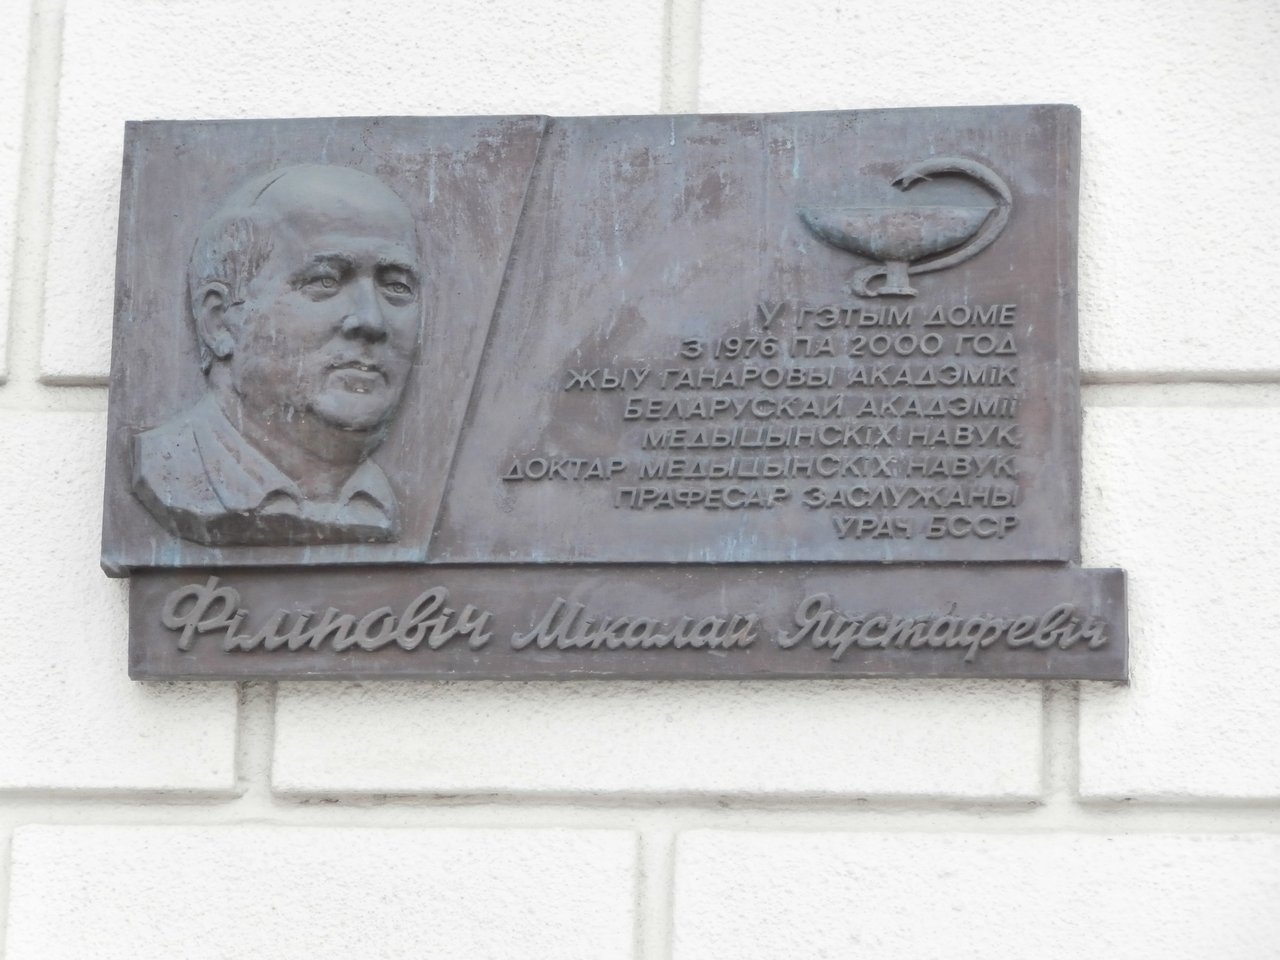 У ГЭТЫМ ДОМЕ
З 1976 ПА 2000 ГОД
ЖЫЎ ГАНАРОВЫ АКАДЭМІК
БЕЛАРУСКАЙ АКАДЭМІІ
МЕДЫЦЫНСКІХ НАВУК
ДОКТАР МЕДЫЦЫНСКІХ НАВУК
ПРАФЕСАР ЗАСЛУЖАНЫ
УРАЧ БССР
Філіповіч Мікалай Яўстафевіч